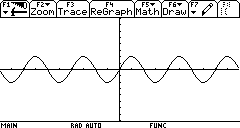 F1▼ F2▼ Zoom F3 Trace F4 ReGraph F5▼ Math F6▼ Draw F7▼
MAIN RAD AUTO FUNC